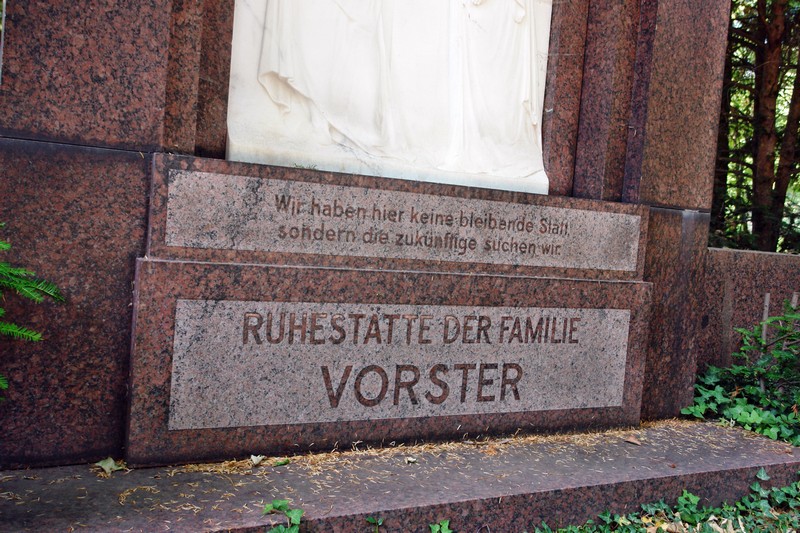 Wir haben hier keine bleibende Statt,
sondern die zukünftige suchen wir.
RUHESTÄTTE DER FAMILIE
VORSTER